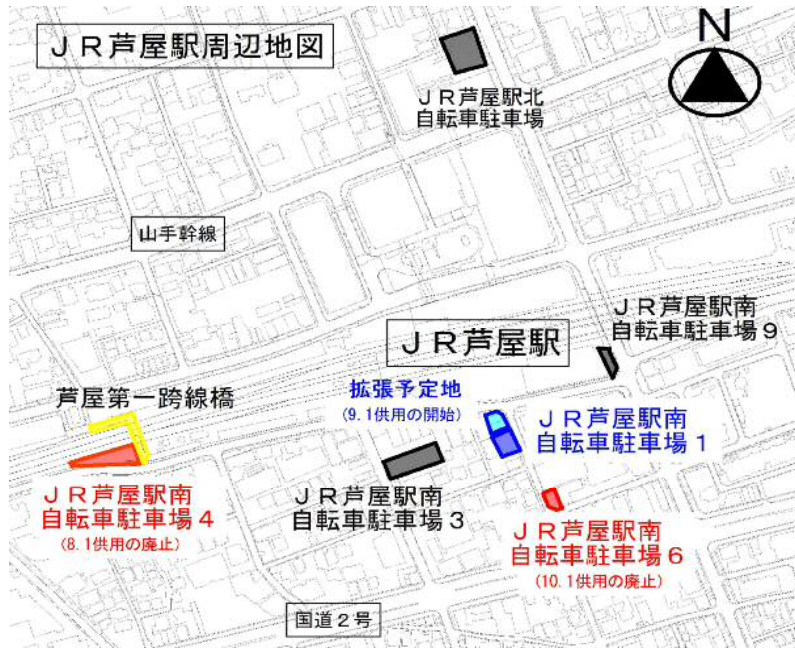 ＪＲ芦屋駅周辺地図
N
ＪＲ芦屋駅北
自転車駐車場
山手幹線
ＪＲ芦屋駅南
自転車駐車場９
ＪＲ芦屋駅
拡張予定地
(9.1供用の開始)
芦屋第一跨線橋
ＪＲ芦屋駅南
自転車駐車場１
ＪＲ芦屋駅南
自転車駐車場４
(8.1供用の廃止)
ＪＲ芦屋駅南
自転車駐車場３
ＪＲ芦屋駅南
自転車駐車場６
(10.1供用の廃止)
国道２号